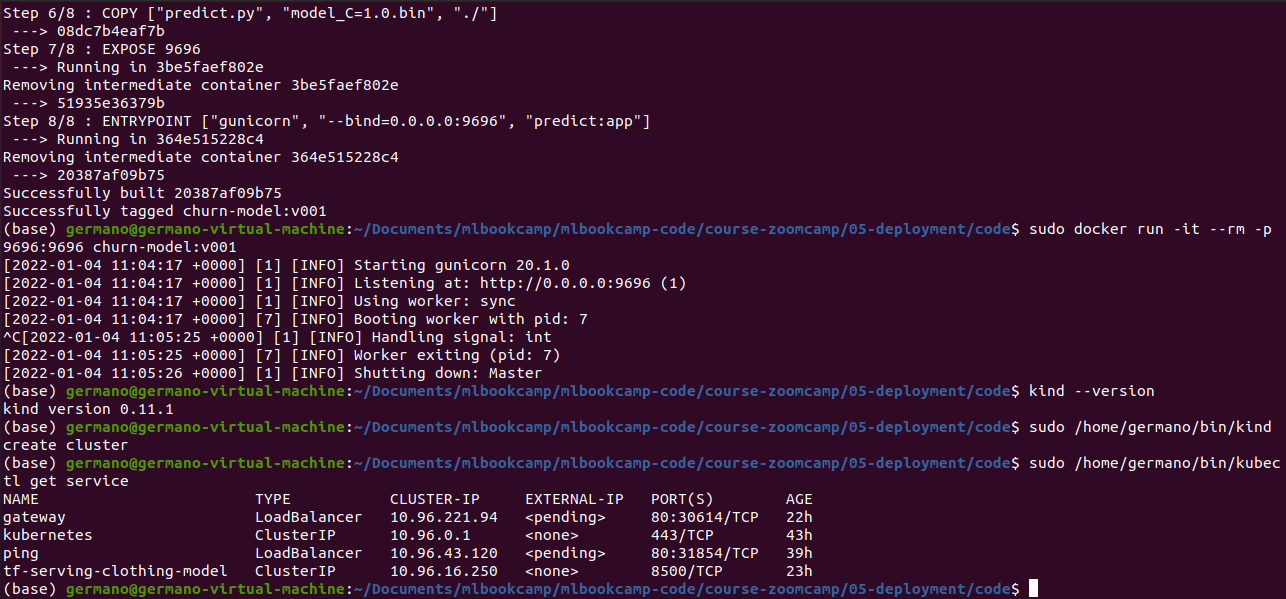 Step 6/8 : COPY ["predict.py", "model_C=1.0.bin", "./"]
 ---> 08dc7b4eaf7b
Step 7/8 : EXPOSE 9696
 ---> Running in 3be5faef802e
Removing intermediate container 3be5faef802e
 ---> 51935e36379b
Step 8/8 : ENTRYPOINT ["gunicorn", "--bind=0.0.0.0:9696", "predict:app"]
 ---> Running in 364e515228c4
Removing intermediate container 364e515228c4
 ---> 20387af09b75
Successfully built 20387af09b75
Successfully tagged churn-model:v001
(base) germano@germano-virtual-machine:~/Documents/mlbookcamp/mlbookcamp-code/course-zoomcamp/05-deployment/code$ sudo docker run -it --rm -p
9696:9696 churn-model:v001
[2022-01-04 11:04:17 +0000] [1] [INFO] Starting gunicorn 20.1.0
[2022-01-04 11:04:17 +0000] [1] [INFO] Listening at: http://0.0.0.0:9696 (1)
[2022-01-04 11:04:17 +0000] [1] [INFO] Using worker: sync
[2022-01-04 11:04:17 +0000] [7] [INFO] Booting worker with pid: 7
^C[2022-01-04 11:05:25 +0000] [1] [INFO] Handling signal: int
[2022-01-04 11:05:25 +0000] [7] [INFO] Worker exiting (pid: 7)
[2022-01-04 11:05:26 +0000] [1] [INFO] Shutting down: Master
(base) germano@germano-virtual-machine:~/Documents/mlbookcamp/mlbookcamp-code/course-zoomcamp/05-deployment/code$ kind --version
kind version 0.11.1
(base) germano@germano-virtual-machine:~/Documents/mlbookcamp/mlbookcamp-code/course-zoomcamp/05-deployment/code$ sudo /home/germano/bin/kind
create cluster
(base) germano@germano-virtual-machine:~/Documents/mlbookcamp/mlbookcamp-code/course-zoomcamp/05-deployment/code$ sudo /home/germano/bin/kubec
tl get service
NAME                        TYPE           CLUSTER-IP     EXTERNAL-IP   PORT(S)        AGE
gateway                     LoadBalancer   10.96.221.94   <pending>     80:30614/TCP   22h
kubernetes                  ClusterIP      10.96.0.1      <none>        443/TCP        43h
ping                        LoadBalancer   10.96.43.120   <pending>     80:31854/TCP   39h
tf-serving-clothing-model   ClusterIP      10.96.16.250   <none>        8500/TCP       23h
(base) germano@germano-virtual-machine:~/Documents/mlbookcamp/mlbookcamp-code/course-zoomcamp/05-deployment/code$